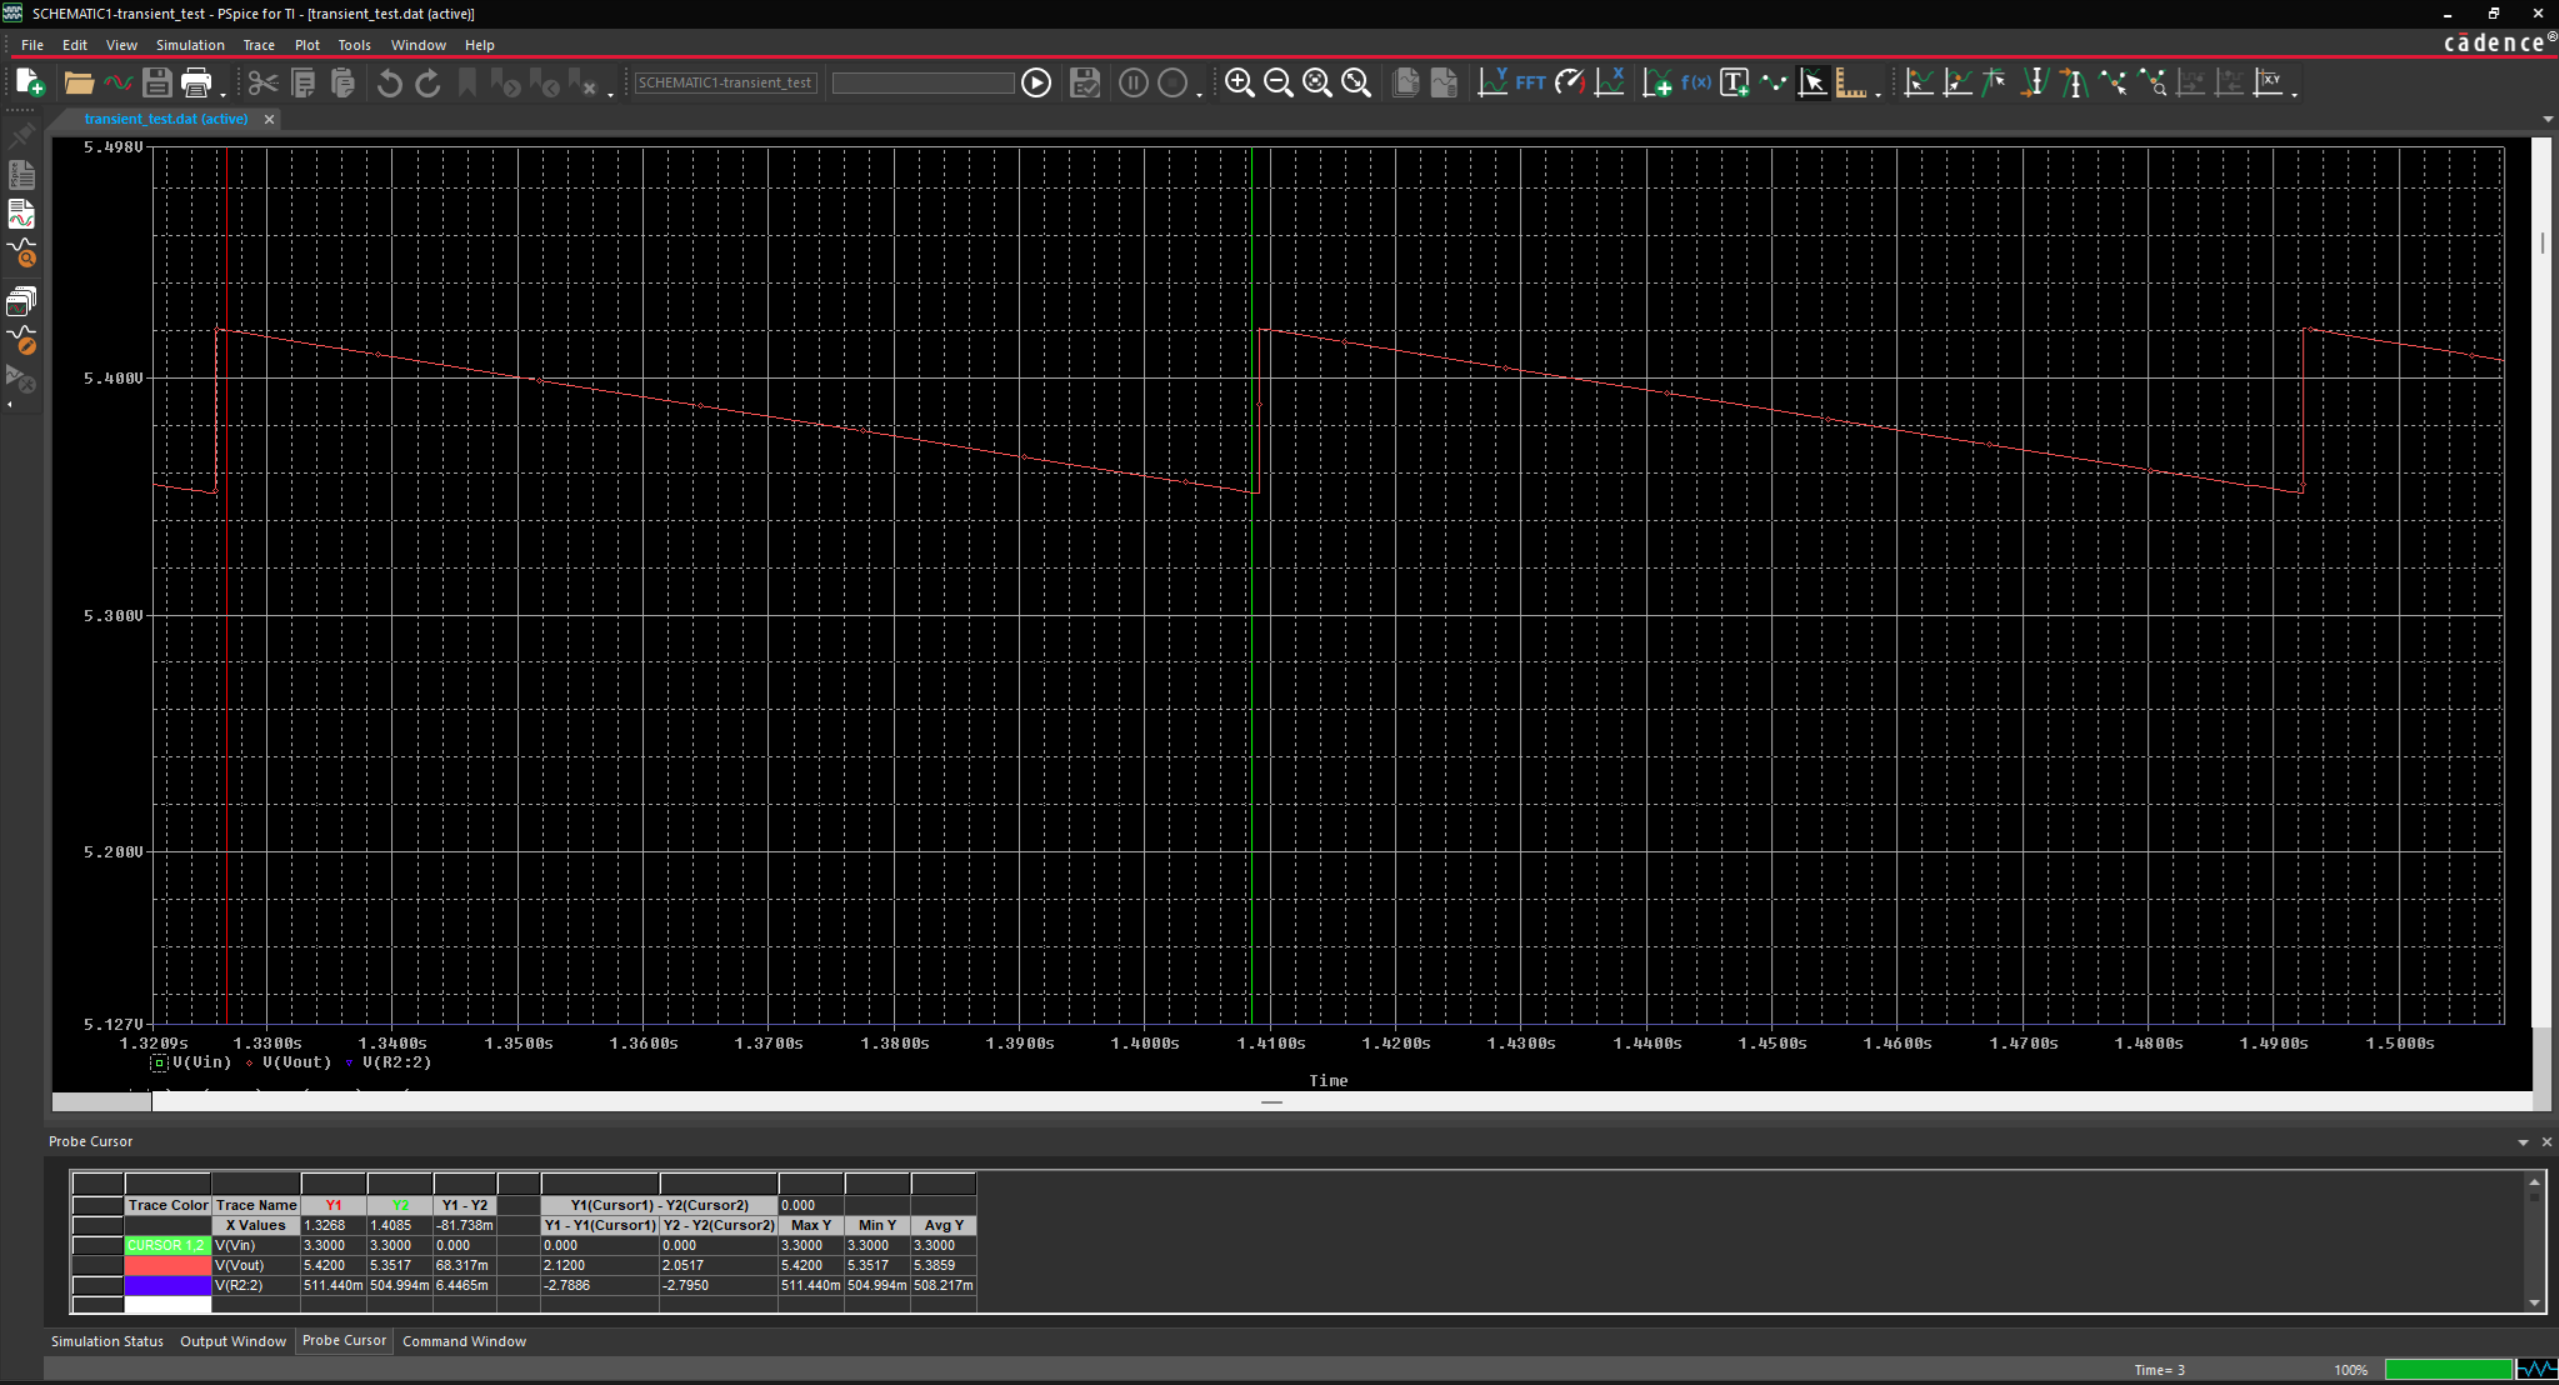 SCHEMATIC1-transient_test - PSpice for TI - [transient_test.dat (active)]
File Edit View Simulation Trace Plot Tools Window Help
cādence®
SCHEMATIC1-transient_test
FFT f(x)
transient_test.dat (active)
5.498V
5.400V
5.300V
5.200V
5.127V
1.3209s 1.3300s 1.3400s 1.3500s 1.3600s 1.3700s 1.3800s 1.3900s 1.4000s 1.4100s 1.4200s 1.4300s 1.4400s 1.4500s 1.4600s 1.4700s 1.4800s 1.4900s 1.5000s
V(Vin) V(Vout) V(R2:2)
Time
Probe Cursor
Trace Color Trace Name Y1 Y2 Y1 - Y2 Y1(Cursor1) - Y2(Cursor2) 0.000
X Values 1.3268 1.4085 -81.738m Y1 - Y1(Cursor1) Y2 - Y2(Cursor2) Max Y Min Y Avg Y
CURSOR 1,2 V(Vin) 3.3000 3.3000 0.000 0.000 0.000 3.3000 3.3000 3.3000
V(Vout) 5.4200 5.3517 68.317m 2.1200 2.0517 5.4200 5.3517 5.3859
V(R2:2) 511.440m 504.994m 6.4465m -2.7886 -2.7950 511.440m 504.994m 508.217m
Simulation Status Output Window Probe Cursor Command Window
Time= 3 100%